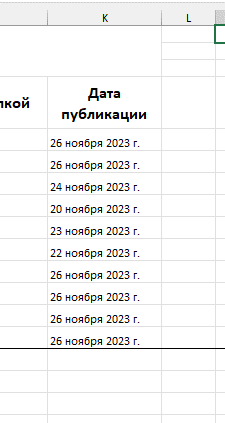 K
L
лкой
Дата
публикации
26 ноября 2023 г.
26 ноября 2023 г.
24 ноября 2023 г.
20 ноября 2023 г.
23 ноября 2023 г.
22 ноября 2023 г.
26 ноября 2023 г.
26 ноября 2023 г.
26 ноября 2023 г.
26 ноября 2023 г.